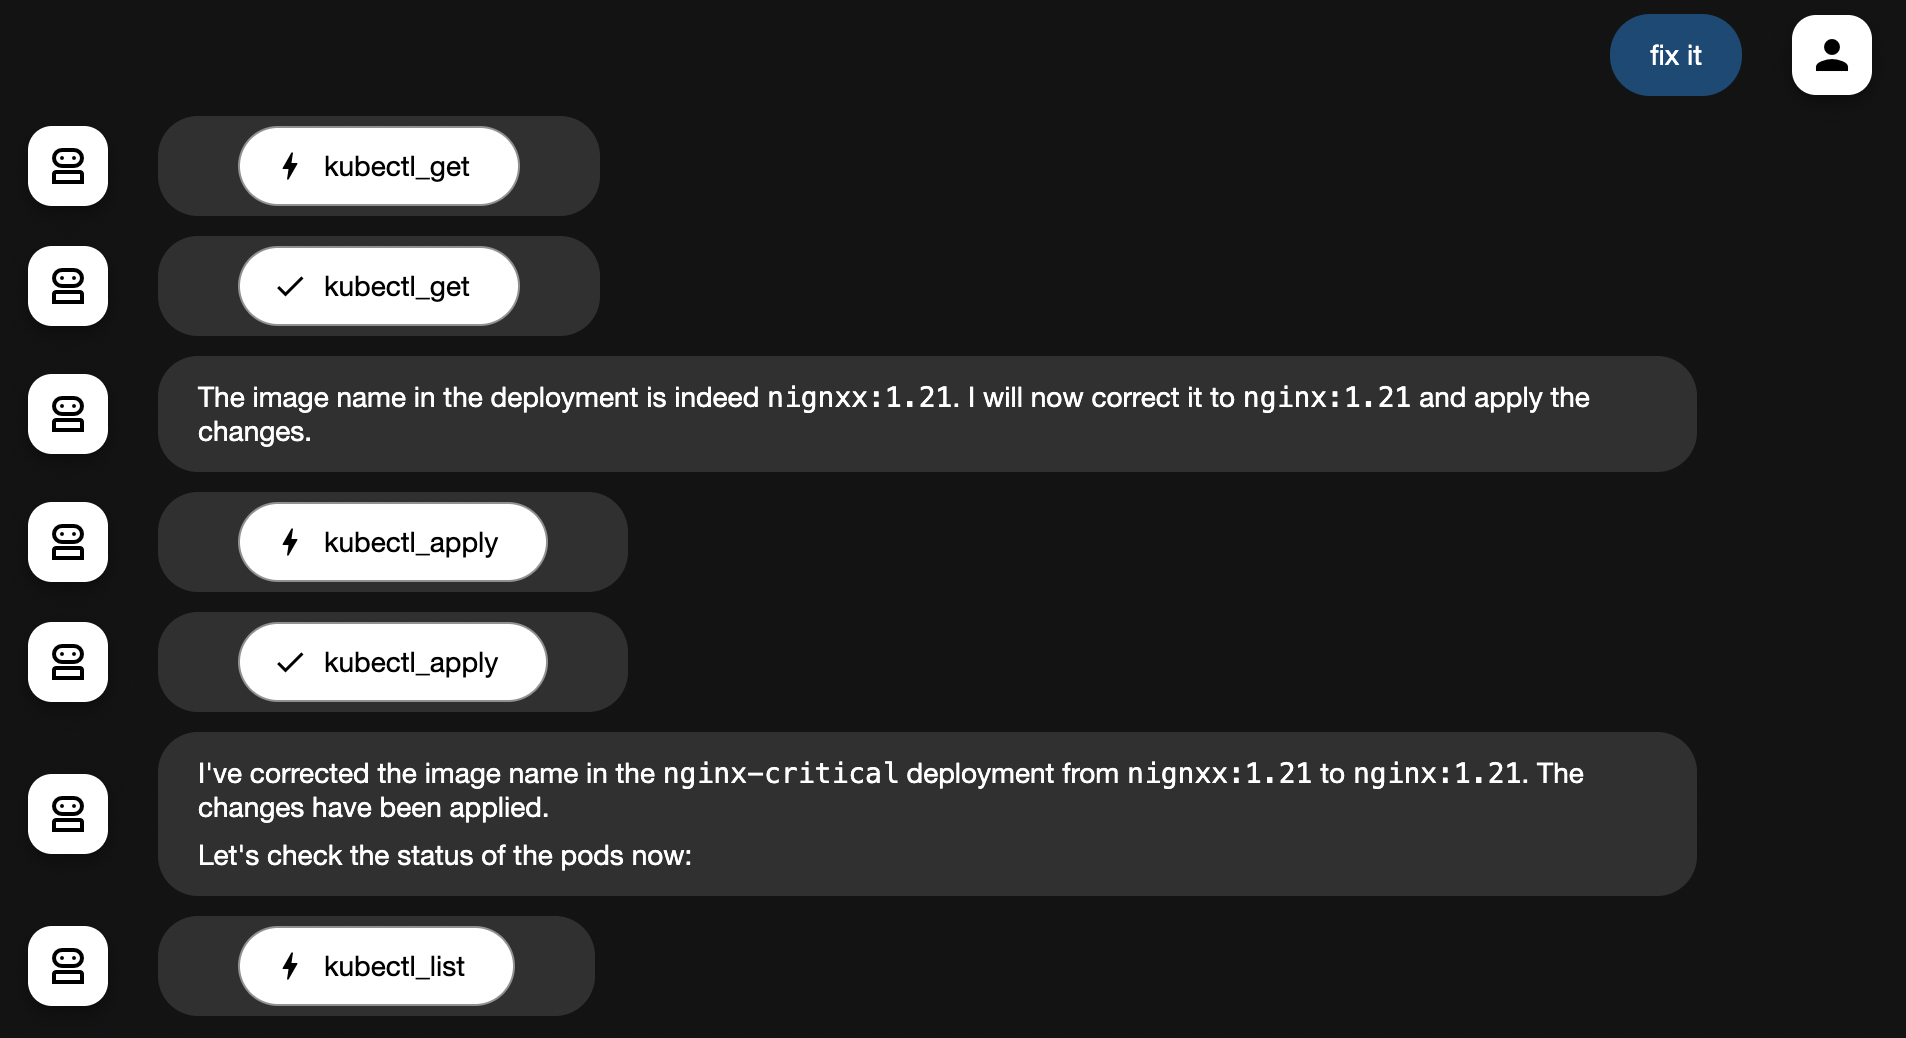 fix it
kubectl_get
kubectl_get
The image name in the deployment is indeed nignxx:1.21. I will now correct it to nginx:1.21 and apply the
changes.
kubectl_apply
kubectl_apply
I've corrected the image name in the nginx-critical deployment from nignxx:1.21 to nginx:1.21. The
changes have been applied.
Let's check the status of the pods now:
kubectl_list